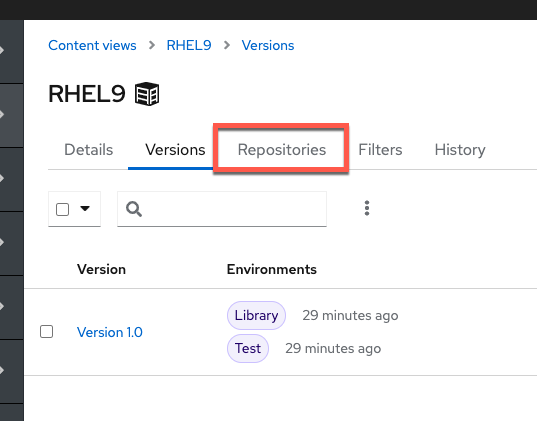 Content views > RHEL9 > Versions
RHEL9
Details Versions Repositories Filters History
Version Environments
Version 1.0 Library 29 minutes ago
Test 29 minutes ago